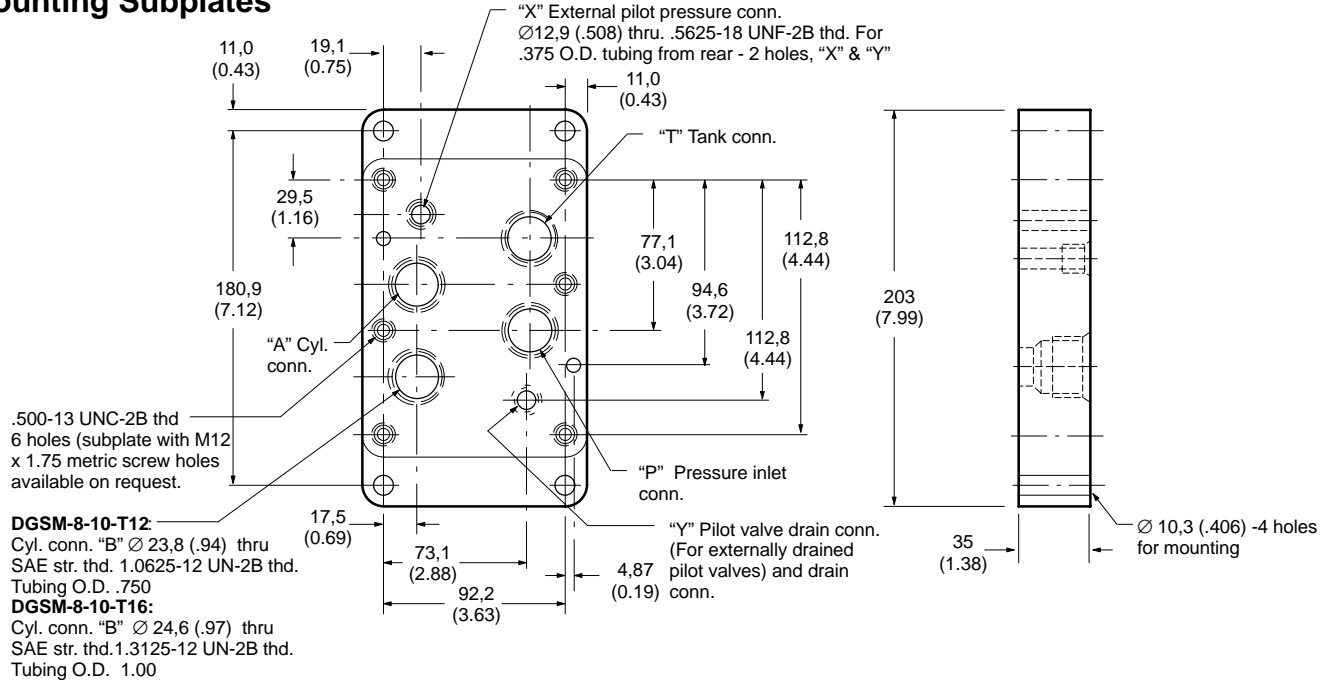 ounting Subplates
“X” External pilot pressure conn.
∅12,9 (.508) thru. .5625-18 UNF-2B thd. For
.375 O.D. tubing from rear - 2 holes, “X” & “Y”
11,0
(0.43)
19,1
(0.75)
11,0
(0.43)
“T” Tank conn.
29,5
(1.16)
77,1
(3.04)
112,8
(4.44)
180,9
(7.12)
94,6
(3.72)
203
(7.99)
112,8
(4.44)
“A” Cyl.
conn.
.500-13 UNC-2B thd
6 holes (subplate with M12
x 1.75 metric screw holes
available on request.
“P” Pressure inlet
conn.
DGSM-8-10-T12:
Cyl. conn. “B” ∅ 23,8 (.94) thru
SAE str. thd. 1.0625-12 UN-2B thd.
Tubing O.D. .750
DGSM-8-10-T16:
Cyl. conn. “B” ∅ 24,6 (.97) thru
SAE str. thd.1.3125-12 UN-2B thd.
Tubing O.D. 1.00
17,5
(0.69)
73,1
(2.88)
92,2
(3.63)
4,87
(0.19)
“Y” Pilot valve drain conn.
(For externally drained
pilot valves) and drain
conn.
35
(1.38)
∅ 10,3 (.406) -4 holes
for mounting